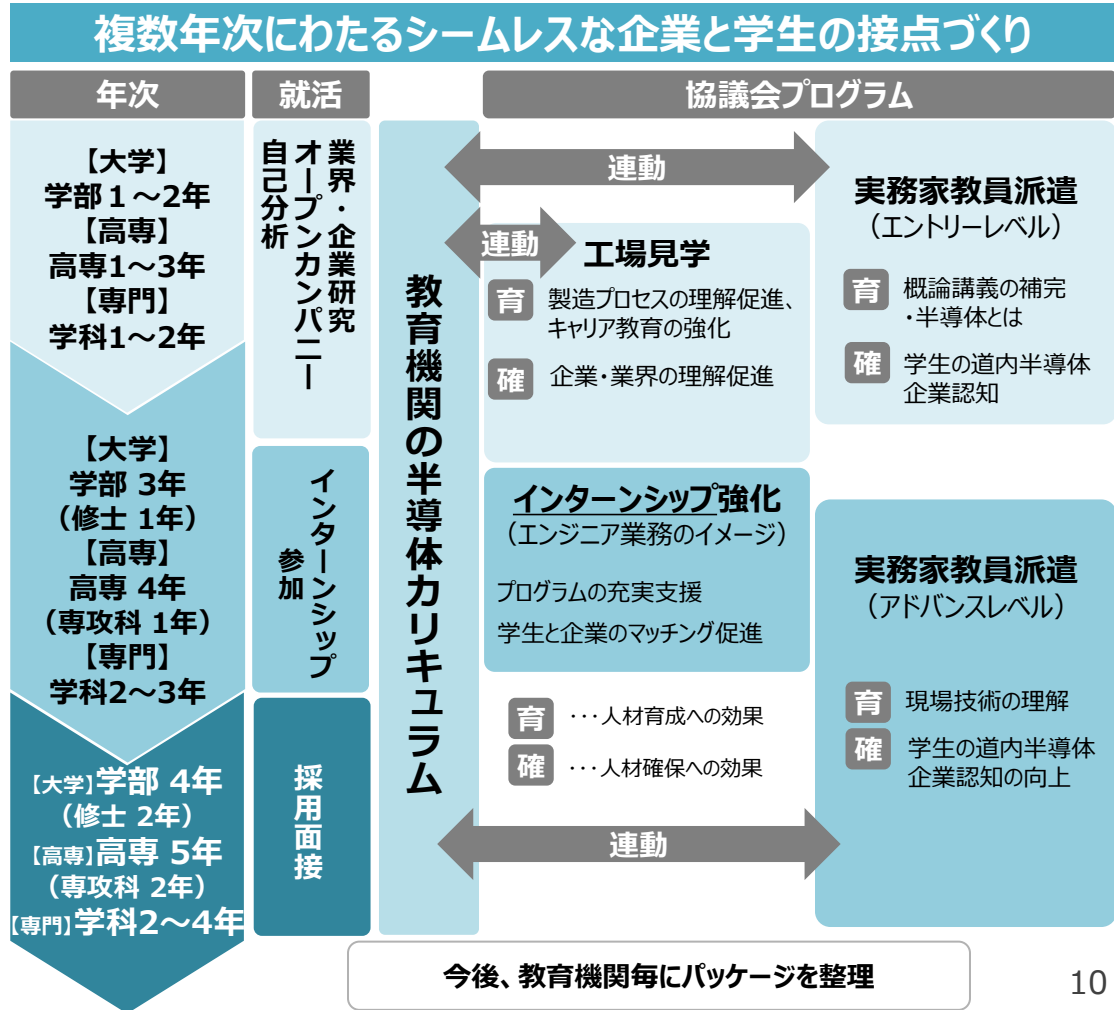 複数年次にわたるシームレスな企業と学生の接点づくり
年次
就活
協議会プログラム
【大学】
学部１～2年
【高専】
高専1～3年
【専門】
学科1～2年
業界・企業研究
オープンカンパニー
自己分析
教育機関の半導体カリキュラム
連動
連動
工場見学
育 製造プロセスの理解促進、
キャリア教育の強化
確 企業・業界の理解促進
実務家教員派遣
（エントリーレベル）
育 概論講義の補完
・半導体とは
確 学生の道内半導体
企業認知
【大学】
学部 3年
（修士 1年）
【高専】
高専 4年
（専攻科 1年）
【専門】
学科2～3年
インターンシップ
参加
インターンシップ強化
（エンジニア業務のイメージ）
プログラムの充実支援
学生と企業のマッチング促進
実務家教員派遣
（アドバンスレベル）
育 現場技術の理解
確 学生の道内半導体
企業認知の向上
育 ･･･人材育成への効果
確 ･･･人材確保への効果
【大学】学部 4年
（修士 2年）
【高専】高専 5年
（専攻科 2年）
【専門】学科2～4年
採用面接
連動
今後、教育機関毎にパッケージを整理
10